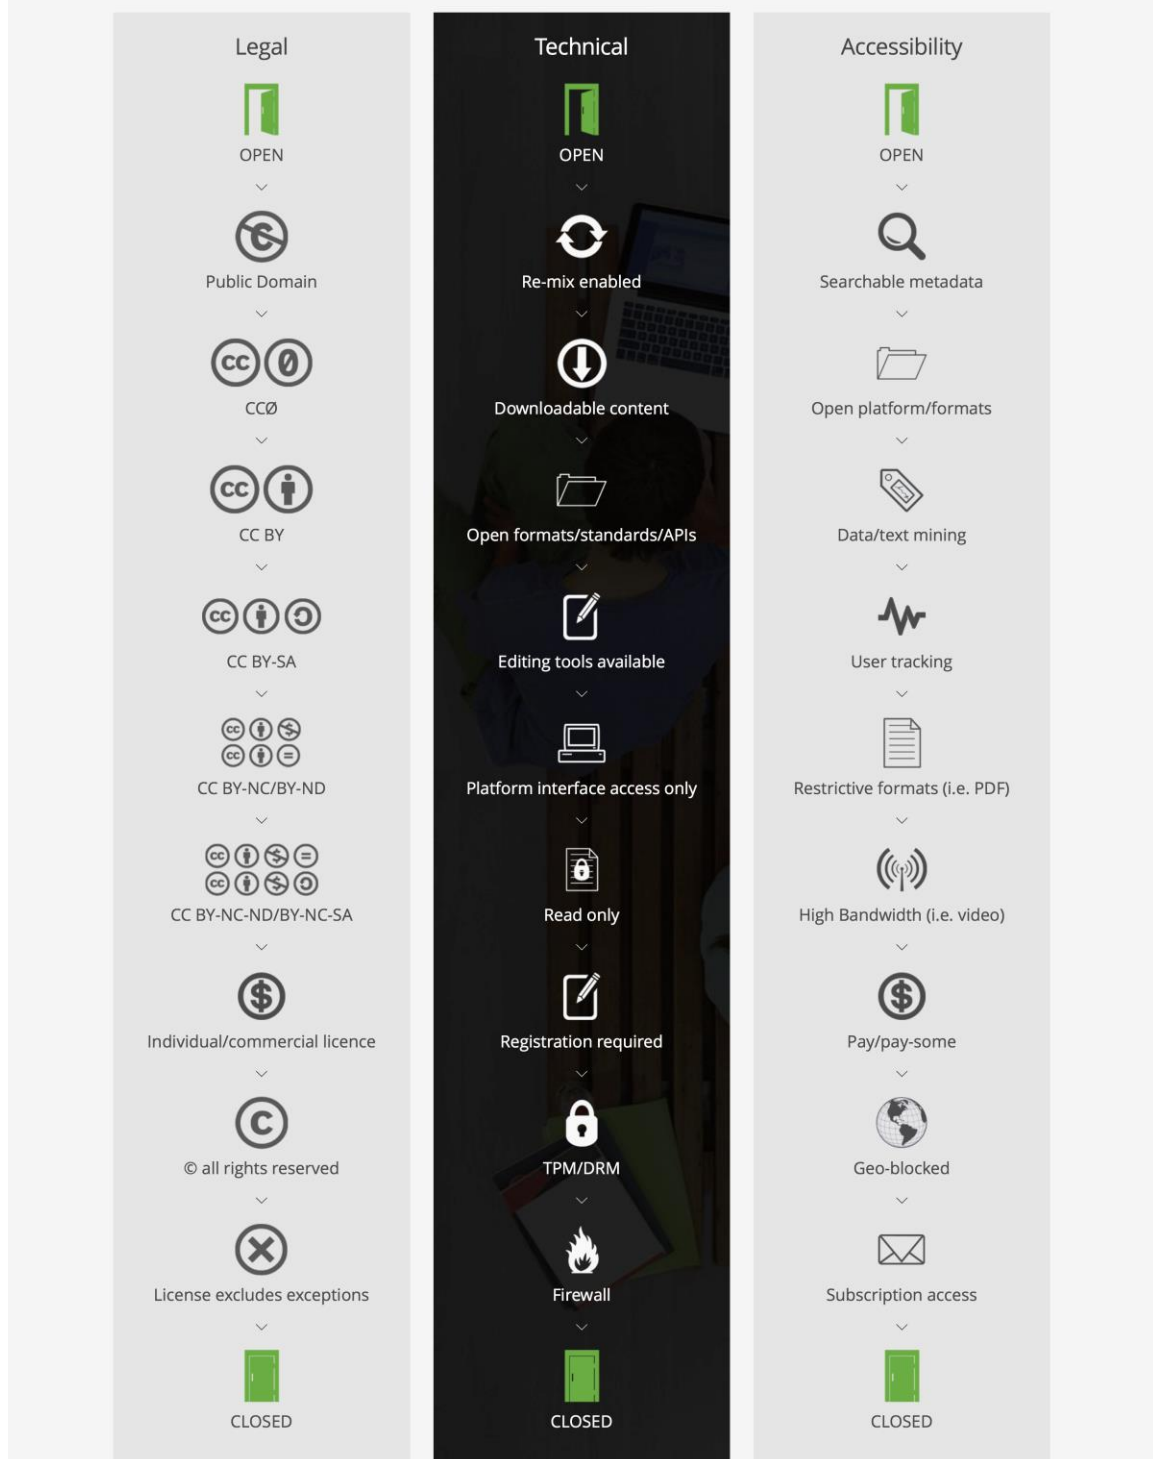 Legal
OPEN
Public Domain
CCØ
CC BY
CC BY-SA
CC BY-NC/BY-ND
CC BY-NC-ND/BY-NC-SA
Individual/commercial licence
© all rights reserved
License excludes exceptions
CLOSED
Technical
OPEN
Re-mix enabled
Downloadable content
Open formats/standards/APIs
Editing tools available
Platform interface access only
Read only
Registration required
TPM/DRM
Firewall
CLOSED
Accessibility
OPEN
Searchable metadata
Open platform/formats
Data/text mining
User tracking
Restrictive formats (i.e. PDF)
High Bandwidth (i.e. video)
Pay/pay-some
Geo-blocked
Subscription access
CLOSED